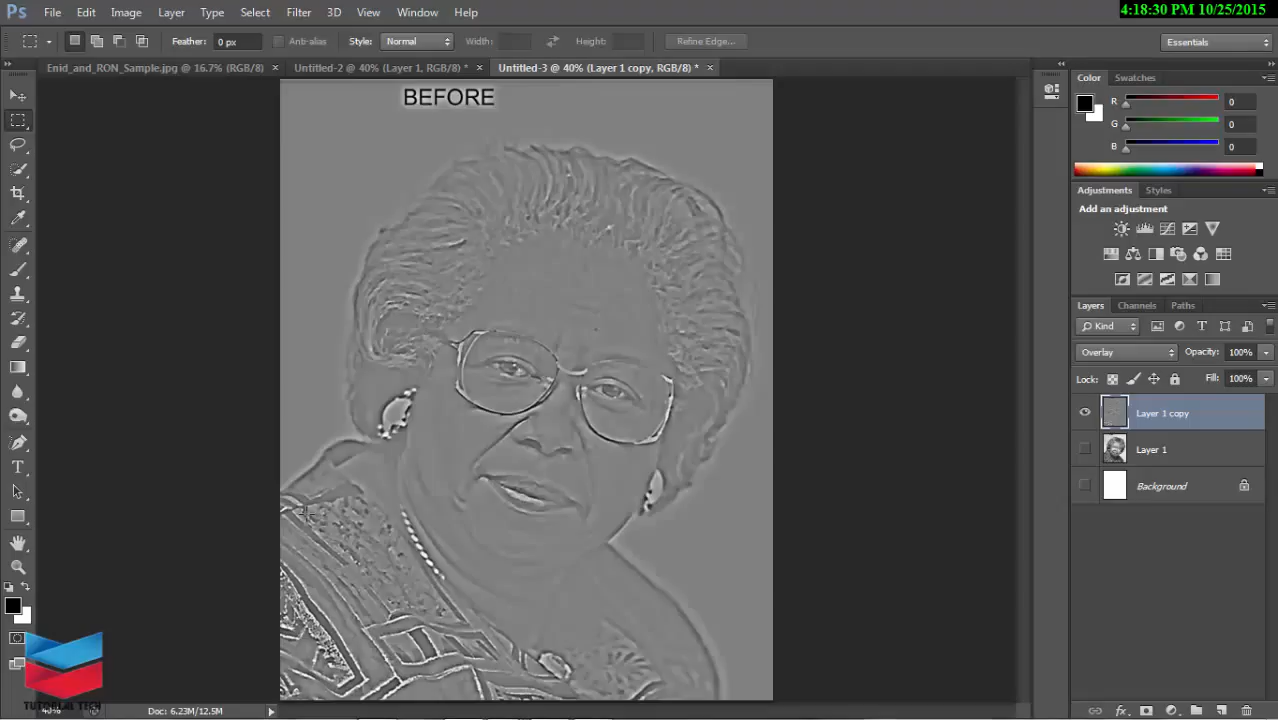 4:18:30 PM 10/25/2015
Ps File Edit Image Layer Type Select Filter 3D View Window Help
Feather: 0 px Anti-alias Style: Normal Width: Height: Refine Edge... Essentials
Enid_and_RON_Sample.jpg @ 16.7% (RGB/8) × Untitled-2 @ 40% (Layer 1, RGB/8) * × Untitled-3 @ 40% (Layer 1 copy, RGB/8) * ×
Color Swatches
BEFORE
R 0
G 0
B 0
Adjustments Styles
Add an adjustment
Layers Channels Paths
Kind
Overlay Opacity: 100%
Lock: Fill: 100%
Layer 1 copy
Layer 1
Background
TUTORIAL TECH
40% Doc: 6.23M/12.5M